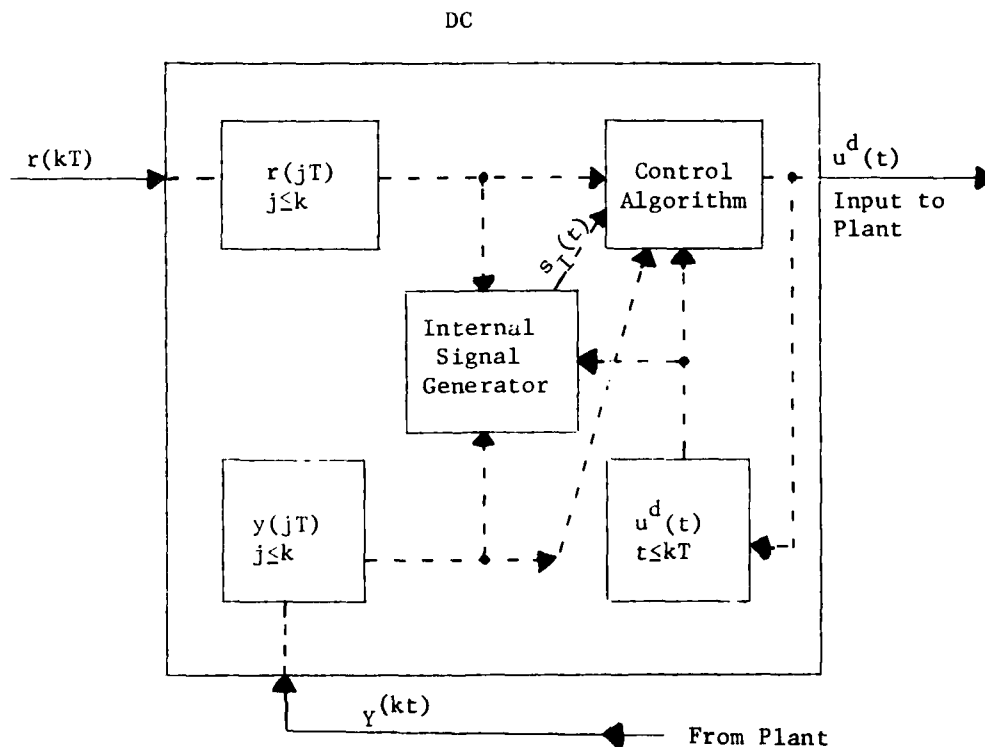 DC
r(kT)
r(jT)
j≤k
Control
Algorithm
u^d(t)
Input to
Plant
s_I(t)
Internal
Signal
Generator
y(jT)
j≤k
u^d(t)
t≤kT
Y(kt)
From Plant